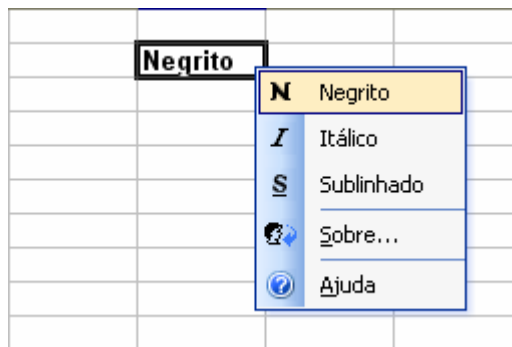 Negrito
N Negrito
I Itálico
S Sublinhado
Sobre...
Ajuda